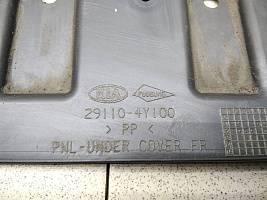 KIA
29110-4Y100
> PP <
PNL-UNDER COVER FR